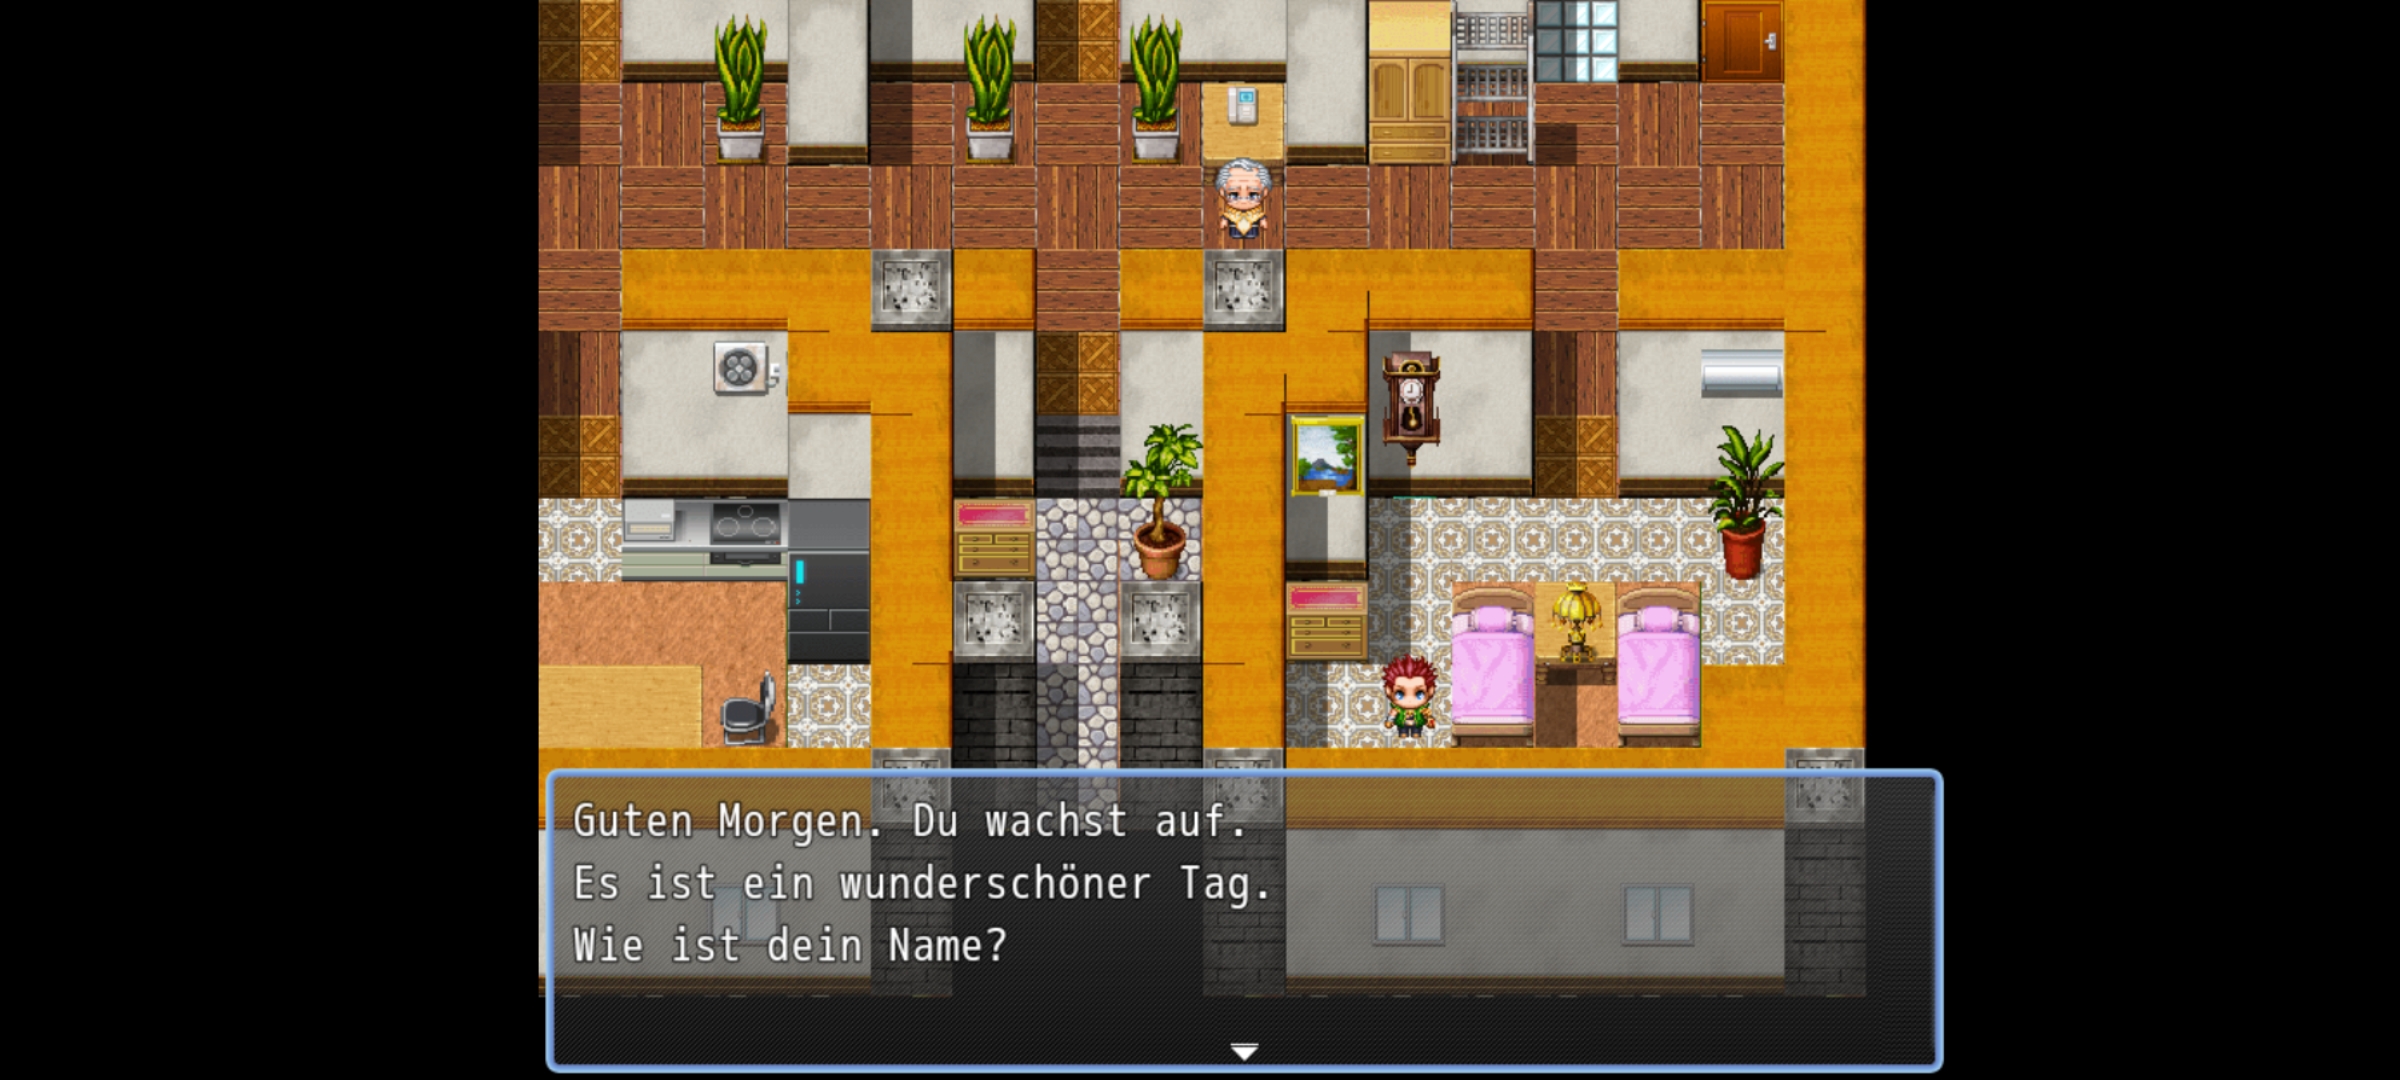 Guten Morgen. Du wachst auf.
Es ist ein wunderschöner Tag.
Wie ist dein Name?